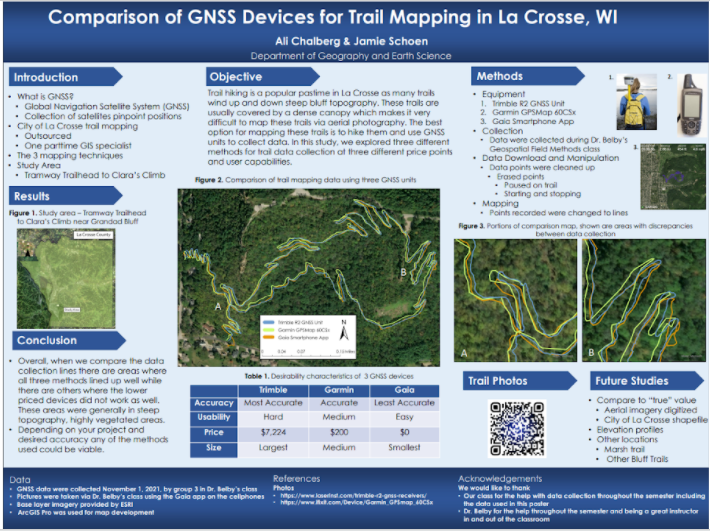 Comparison of GNSS Devices for Trail Mapping in La Crosse, WI
Ali Chalberg & Jamie Schoen
Department of Geography and Earth Science
Introduction
• What is GNSS?
• Global Navigation Satellite System (GNSS)
• Collection of satellites pinpoint positions
• City of La Crosse trail mapping
• Outsourced
• One parttime GIS specialist
• The 3 mapping techniques
• Study Area
• Tramway Trailhead to Clara's Climb
Results
Figure 1. Study area – Tramway Trailhead
to Clara's Climb near Grandad Bluff
La Crosse County
Conclusion
• Overall, when we compare the data
collection lines there are areas where
all three methods lined up well while
there are others where the lower
priced devices did not work as well.
These areas were generally in steep
topography, highly vegetated areas.
• Depending on your project and
desired accuracy any of the methods
used could be viable.
Objective
Trail hiking is a popular pastime in La Crosse as many trails
wind up and down steep bluff topography. These trails are
usually covered by a dense canopy which makes it very
difficult to map these trails via aerial photography. The best
option for mapping these trails is to hike them and use GNSS
units to collect data. In this study, we explored three different
methods for trail data collection at three different price points
and user capabilities.
Figure 2. Comparison of trail mapping data using three GNSS units
A
B
Trimble R2 GNSS Unit
Garmin GPSMap 60CSx
Gaia Smartphone App
N
0 0.04 0.07 0.15 miles
Table 1. Desirability characteristics of 3 GNSS devices
Trimble Garmin Gaia
Accuracy Most Accurate Accurate Least Accurate
Usability Hard Medium Easy
Price $7,224 $200 $0
Size Largest Medium Smallest
Methods
• Equipment
1. Trimble R2 GNSS Unit
2. Garmin GPSMap 60CSx
3. Gaia Smartphone App
• Collection
• Data were collected during Dr. Belby's
Geospatial Field Methods class
• Data Download and Manipulation
• Data points were cleaned up
• Erased points
• Paused on trail
• Starting and stopping
• Mapping
• Points recorded were changed to lines
1.
2.
3.
Figure 3. Portions of comparison map, shown are areas with discrepancies
between data collection
A
B
Trail Photos
Future Studies
• Compare to "true" value
• Aerial imagery digitized
• City of La Crosse shapefile
• Elevation profiles
• Other locations
• Marsh trail
• Other Bluff Trails
Data
• GNSS data were collected November 1, 2021, by group 3 in Dr. Belby's class
• Pictures were taken via Dr. Belby's class using the Gaia app on the cellphones
• Base layer imagery provided by ESRI
• ArcGIS Pro was used for map development
References
Photos
• https://www.laserinst.com/trimble-r2-gnss-receivers/
• https://www.ifixit.com/Device/Garmin_GPSMap_60CSx
Acknowledgements
We would like to thank
• Our class for the help with data collection throughout the semester including
the data used in this poster
• Dr. Belby for the help throughout the semester and being a great instructor
in and out of the classroom